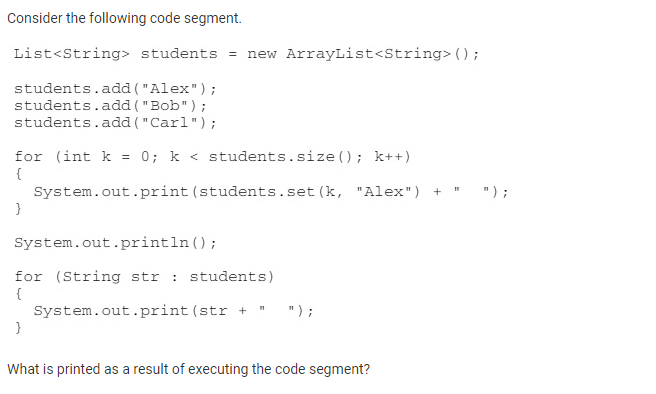 Consider the following code segment.
List<String> students = new ArrayList<String>();
students.add("Alex");
students.add("Bob");
students.add("Carl");
for (int k = 0; k < students.size(); k++)
{
System.out.print(students.set(k, "Alex") + "  ");
}
System.out.println();
for (String str : students)
{
System.out.print(str + "  ");
}
What is printed as a result of executing the code segment?